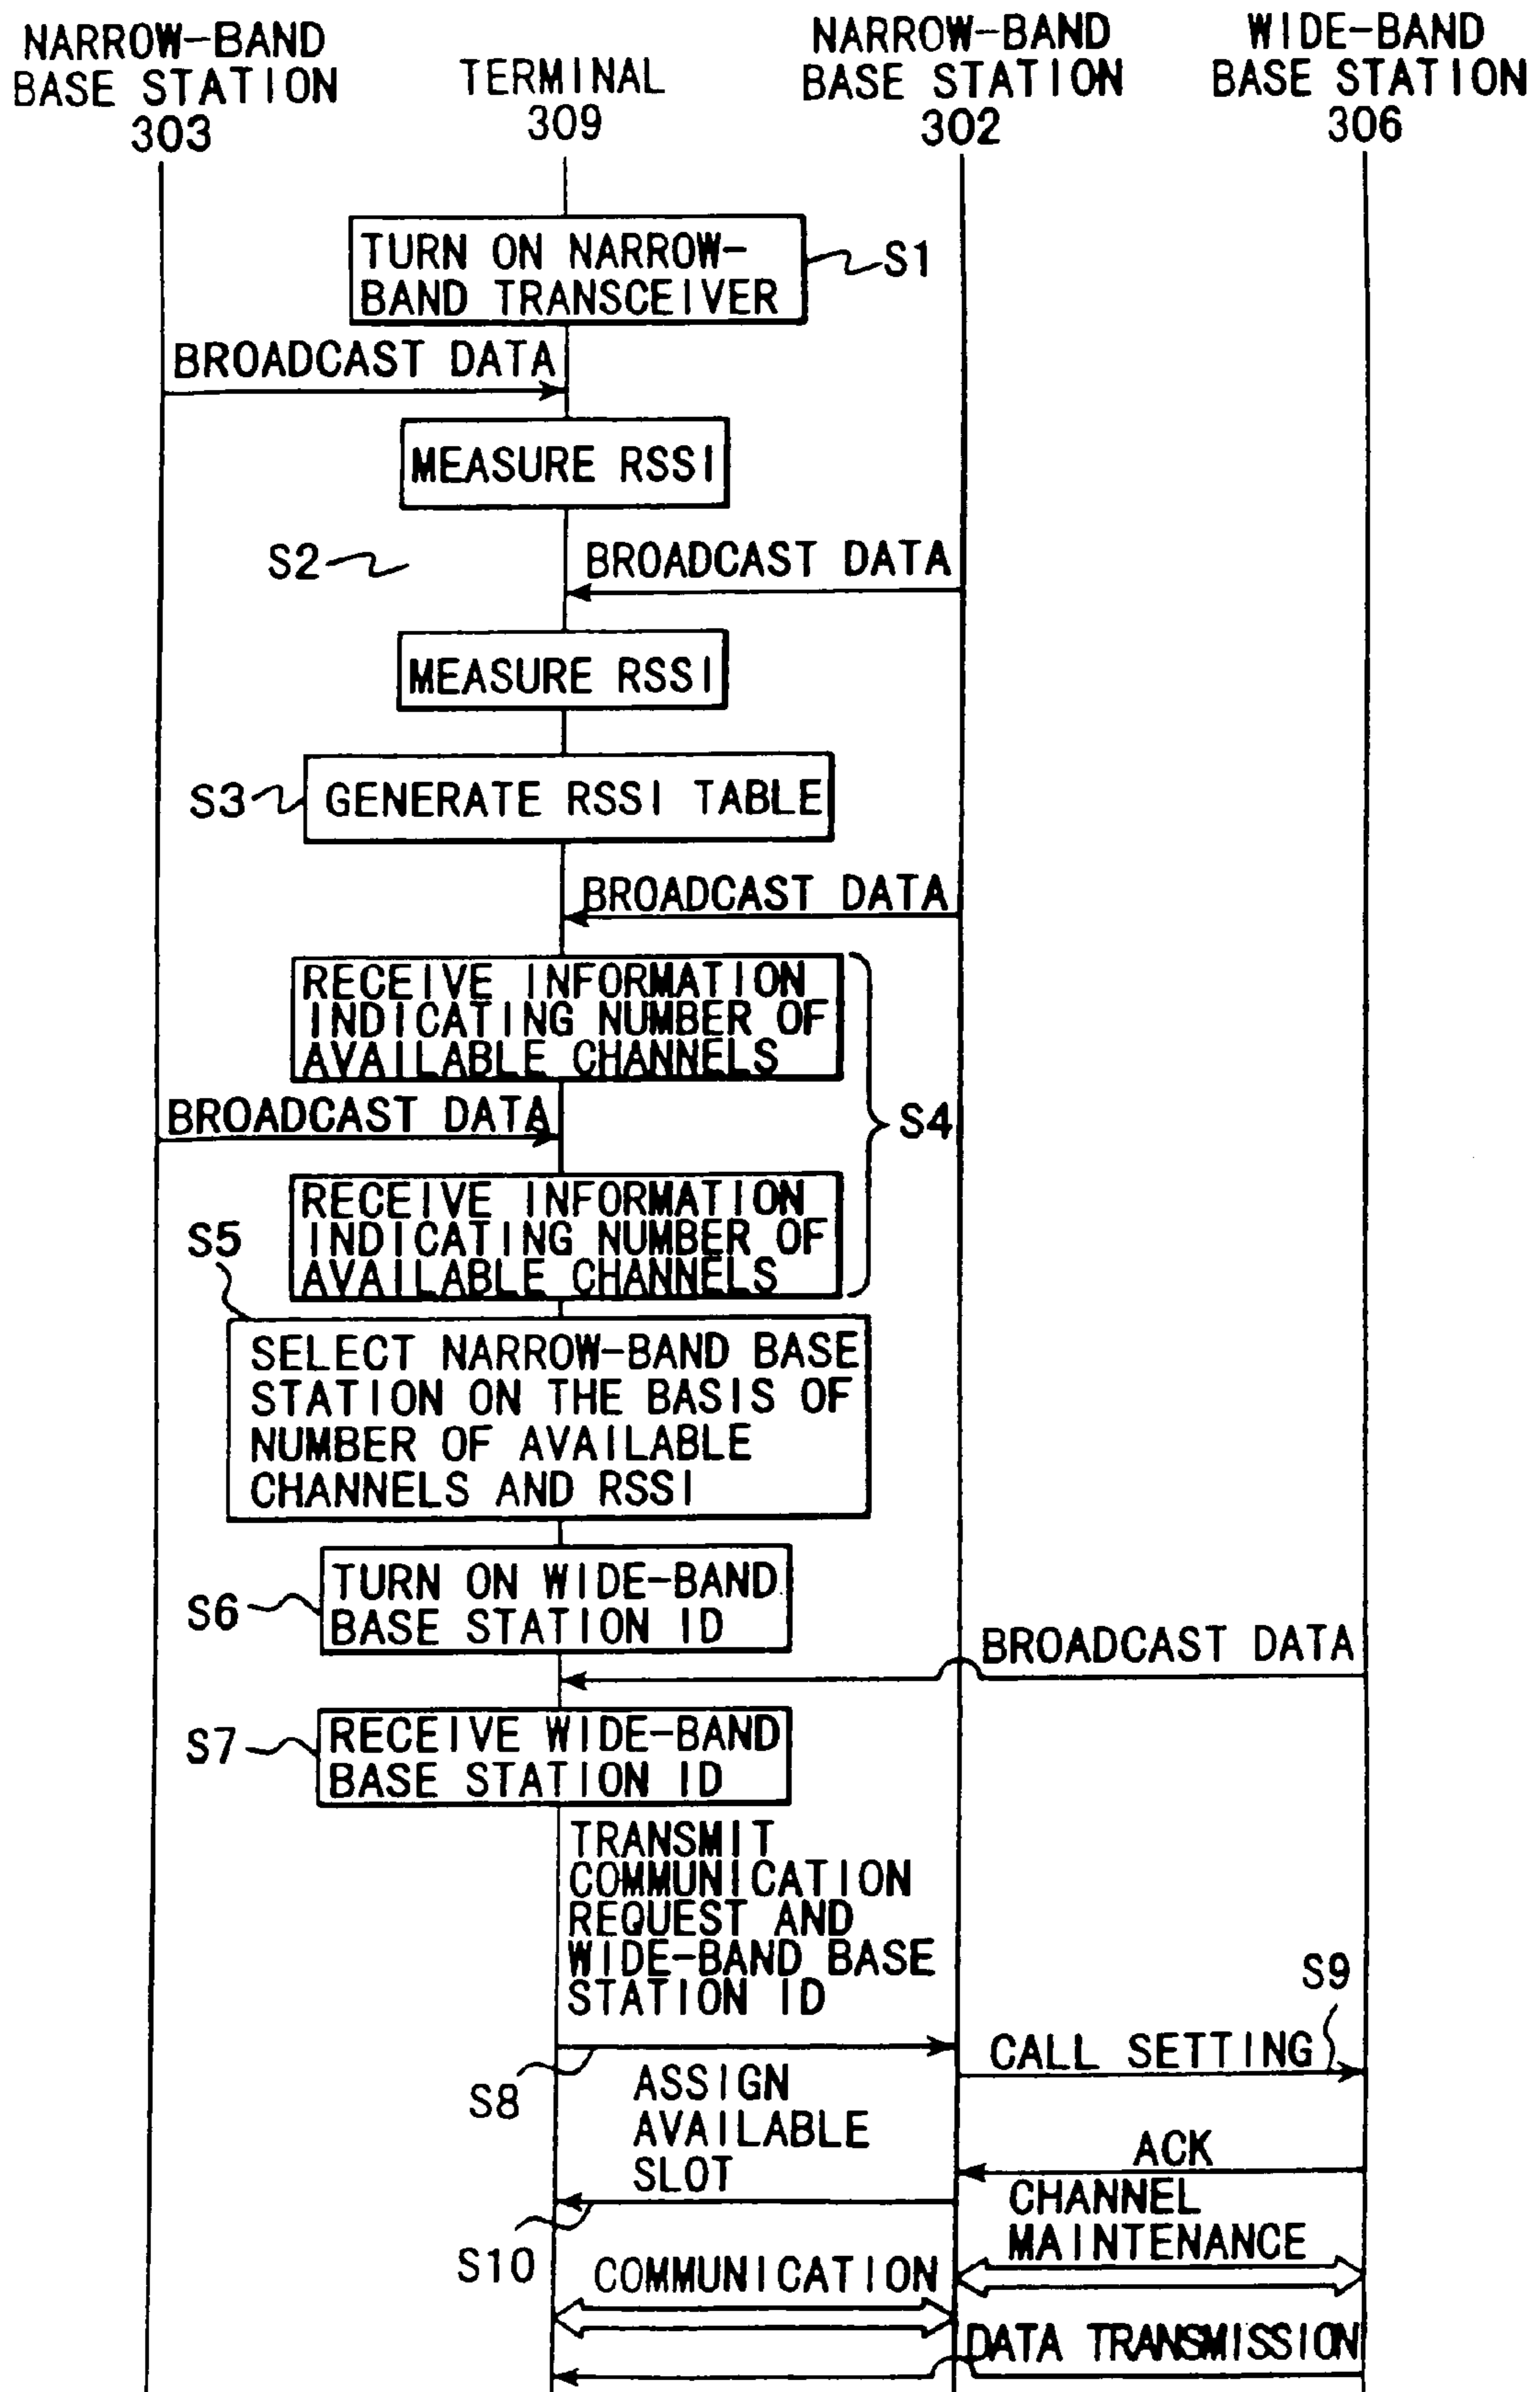 NARROW-BAND
BASE STATION
303
TERMINAL
309
NARROW-BAND
BASE STATION
302
WIDE-BAND
BASE STATION
306
TURN ON NARROW-
BAND TRANSCEIVER
S1
BROADCAST DATA
MEASURE RSSI
S2
BROADCAST DATA
MEASURE RSSI
S3
GENERATE RSSI TABLE
BROADCAST DATA
RECEIVE INFORMATION
INDICATING NUMBER OF
AVAILABLE CHANNELS
BROADCAST DATA
S4
RECEIVE INFORMATION
INDICATING NUMBER OF
AVAILABLE CHANNELS
S5
SELECT NARROW-BAND BASE
STATION ON THE BASIS OF
NUMBER OF AVAILABLE
CHANNELS AND RSSI
S6
TURN ON WIDE-BAND
BASE STATION ID
BROADCAST DATA
S7
RECEIVE WIDE-BAND
BASE STATION ID
TRANSMIT
COMMUNICATION
REQUEST AND
WIDE-BAND BASE
STATION ID
S9
CALL SETTING
S8
ASSIGN
AVAILABLE
SLOT
ACK
CHANNEL
MAINTENANCE
S10
COMMUNICATION
DATA TRANSMISSION